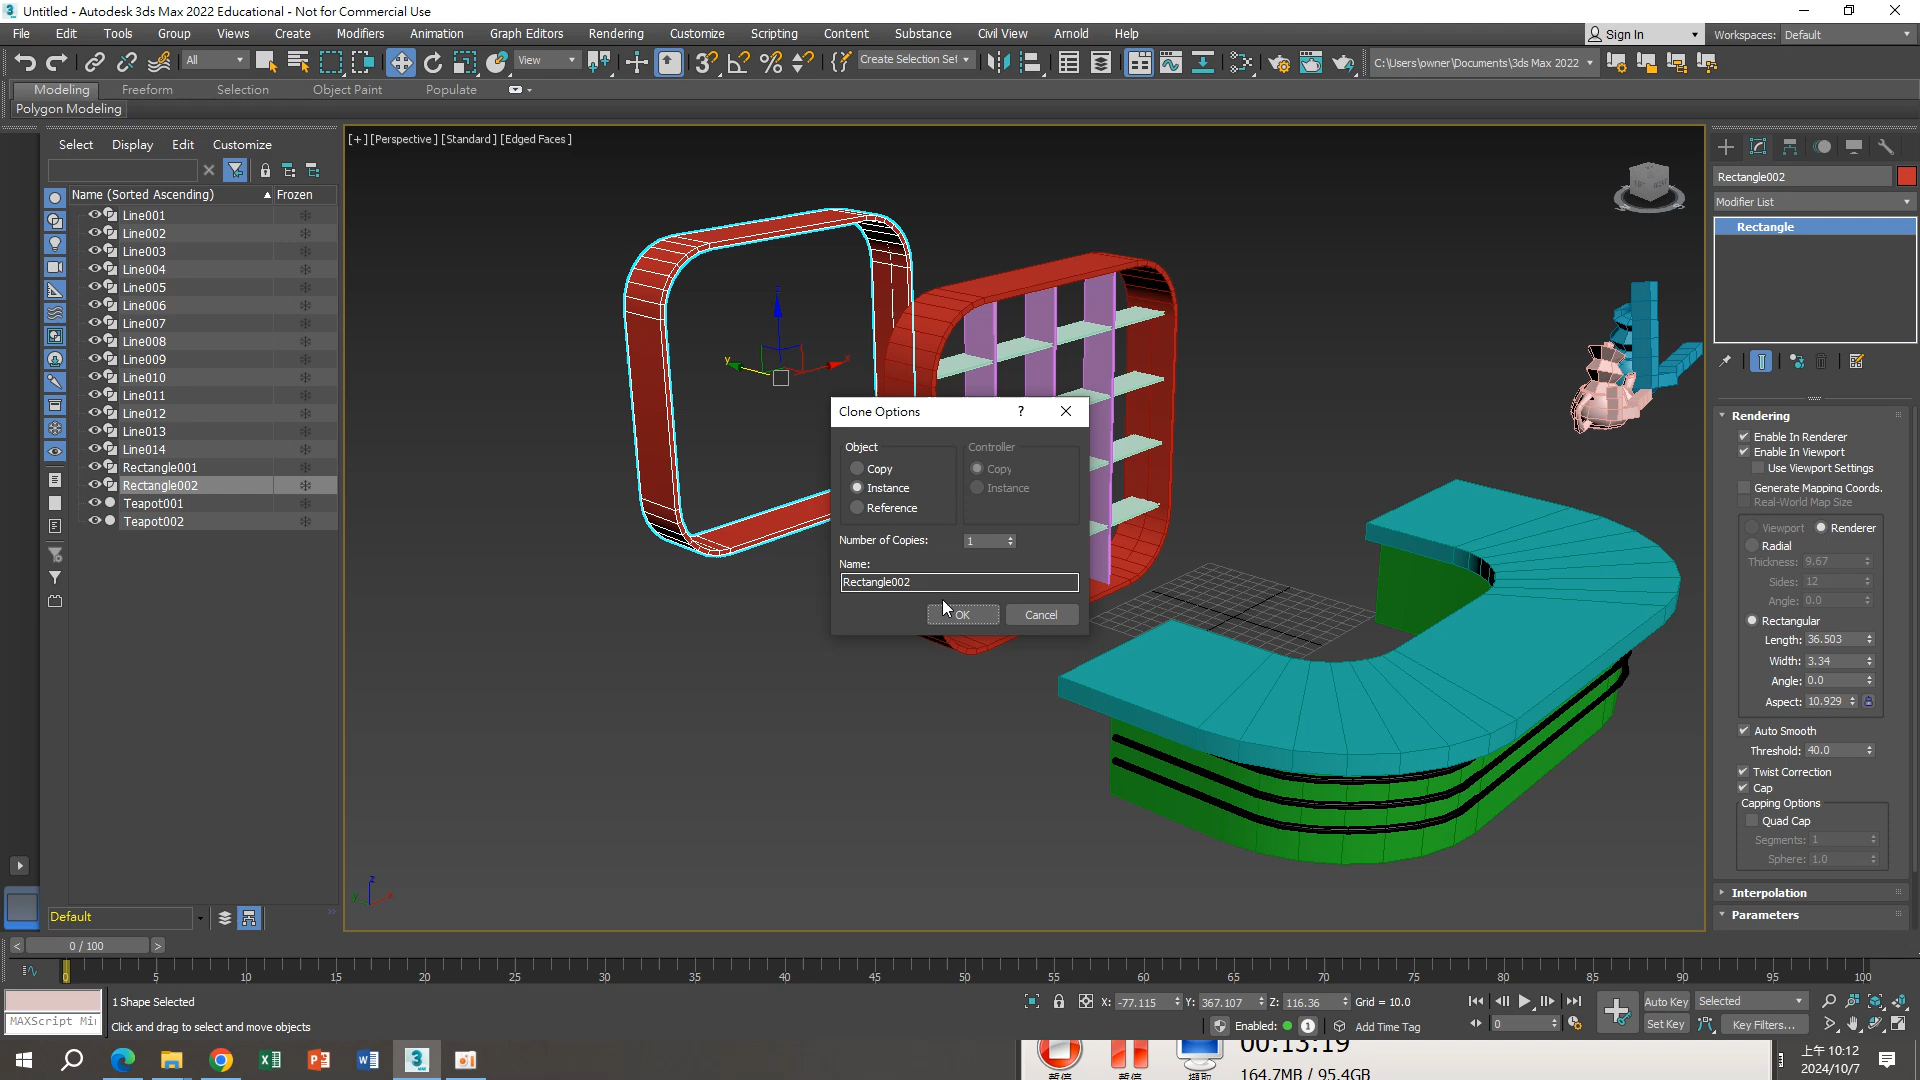 Untitled - Autodesk 3ds Max 2022 Educational - Not for Commercial Use
File Edit Tools Group Views Create Modifiers Animation Graph Editors Rendering Customize Scripting Content Substance Civil View Arnold Help
Sign In Workspaces: Default
All View Create Selection Set C:\Users\owner\Documents\3ds Max 2022
Modeling Freeform Selection Object Paint Populate
Polygon Modeling
Select Display Edit Customize
[+] [Perspective] [Standard] [Edged Faces]
Name (Sorted Ascending) Frozen
Line001
Line002
Line003
Line004
Line005
Line006
Line007
Line008
Line009
Line010
Line011
Line012
Line013
Line014
Rectangle001
Rectangle002
Teapot001
Teapot002
z
y
x
Clone Options ? ×
Object Controller
Copy Copy
Instance Instance
Reference
Number of Copies: 1
Name:
Rectangle002
OK Cancel
Rectangle002
Modifier List
Rectangle
Rendering
Enable In Renderer
Enable In Viewport
Use Viewport Settings
Generate Mapping Coords.
Real-World Map Size
Viewport Renderer
Radial
Thickness: 9.67
Sides: 12
Angle: 0.0
Rectangular
Length: 36.503
Width: 3.34
Angle: 0.0
Aspect: 10.929
Auto Smooth
Threshold: 40.0
Twist Correction
Cap
Capping Options
Quad Cap
Segments: 1
Sphere: 1.0
Interpolation
Parameters
z
y x
Default
< 0 / 100 >
0 5 10 15 20 25 30 35 40 45 50 55 60 65 70 75 80 85 90 95 100
1 Shape Selected
MAXScript Mi
Click and drag to select and move objects
X: -77.115 Y: 367.107 Z: 116.36 Grid = 10.0
Enabled: 1 Add Time Tag
0
Auto Key Selected
Set Key Key Filters...
00:13:19
164.7MB / 95.4GB
暫停 暫停 擷取
上午 10:12
2024/10/7